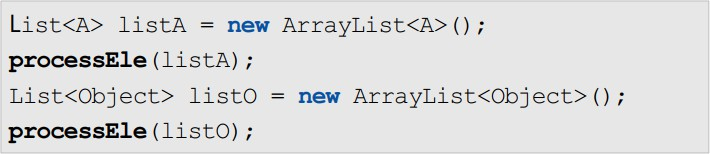 List<A> listA = new ArrayList<A>();
processEle(listA);
List<Object> listO = new ArrayList<Object>();
processEle(listO);